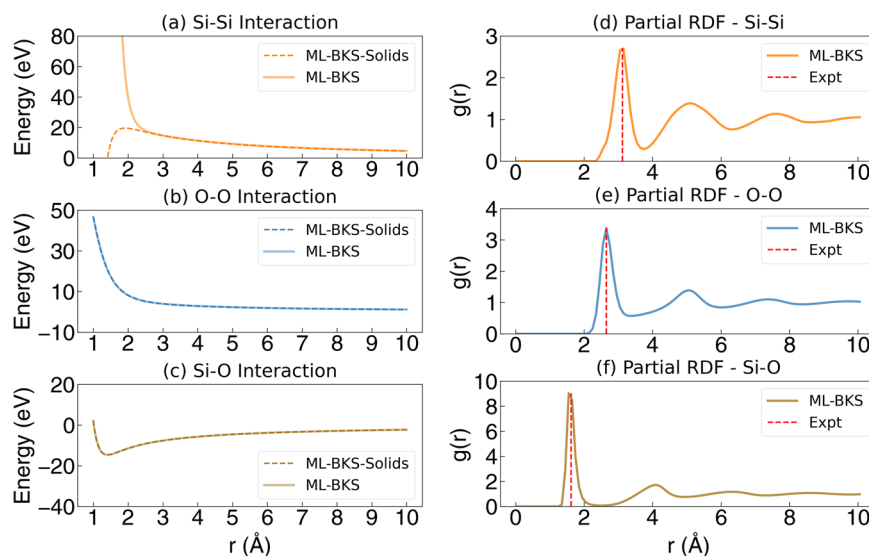 (a) Si-Si Interaction
Energy (eV)
80
60
40
20
0
ML-BKS-Solids
ML-BKS
1 2 3 4 5 6 7 8 9 10
(b) O-O Interaction
Energy (eV)
50
30
10
−10
ML-BKS-Solids
ML-BKS
1 2 3 4 5 6 7 8 9 10
(c) Si-O Interaction
Energy (eV)
20
0
−20
−40
ML-BKS-Solids
ML-BKS
1 2 3 4 5 6 7 8 9 10
r (Å)
(d) Partial RDF - Si-Si
g(r)
3
2
1
0
ML-BKS
Expt
0 2 4 6 8 10
(e) Partial RDF - O-O
g(r)
4
3
2
1
0
ML-BKS
Expt
0 2 4 6 8 10
(f) Partial RDF - Si-O
g(r)
10
8
6
4
2
0
ML-BKS
Expt
0 2 4 6 8 10
r (Å)